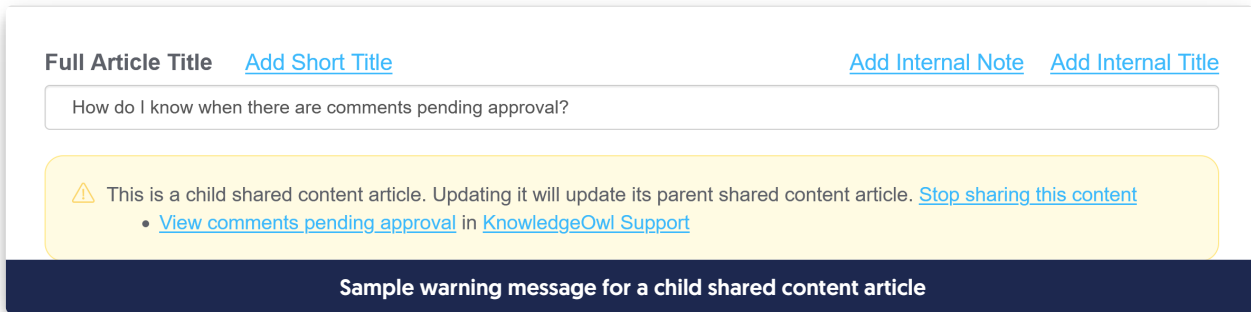 Full Article Title Add Short Title Add Internal Note Add Internal Title
How do I know when there are comments pending approval?
This is a child shared content article. Updating it will update its parent shared content article. Stop sharing this content
• View comments pending approval in KnowledgeOwl Support
Sample warning message for a child shared content article